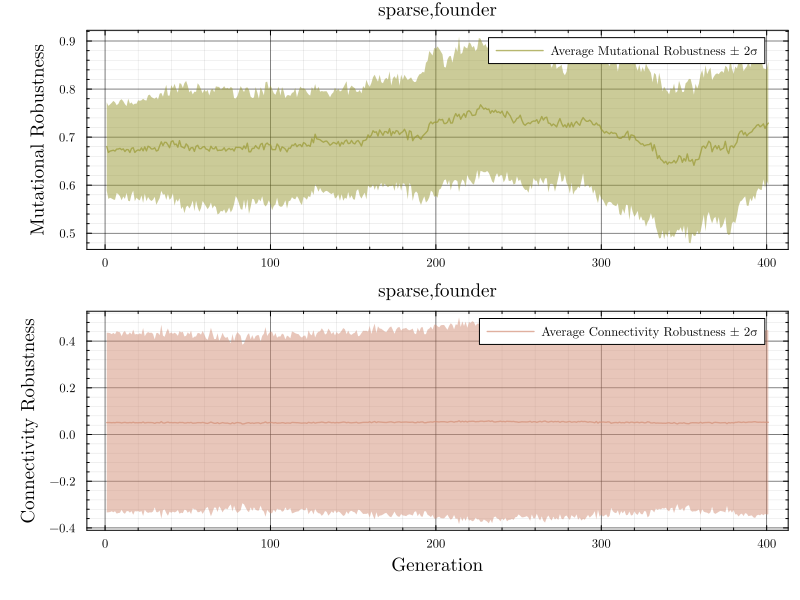 sparse,founder
Average Mutational Robustness ± 2σ
Mutational Robustness
0.9
0.8
0.7
0.6
0.5
0 100 200 300 400
sparse,founder
Average Connectivity Robustness ± 2σ
Connectivity Robustness
0.4
0.2
0.0
−0.2
−0.4
0 100 200 300 400
Generation